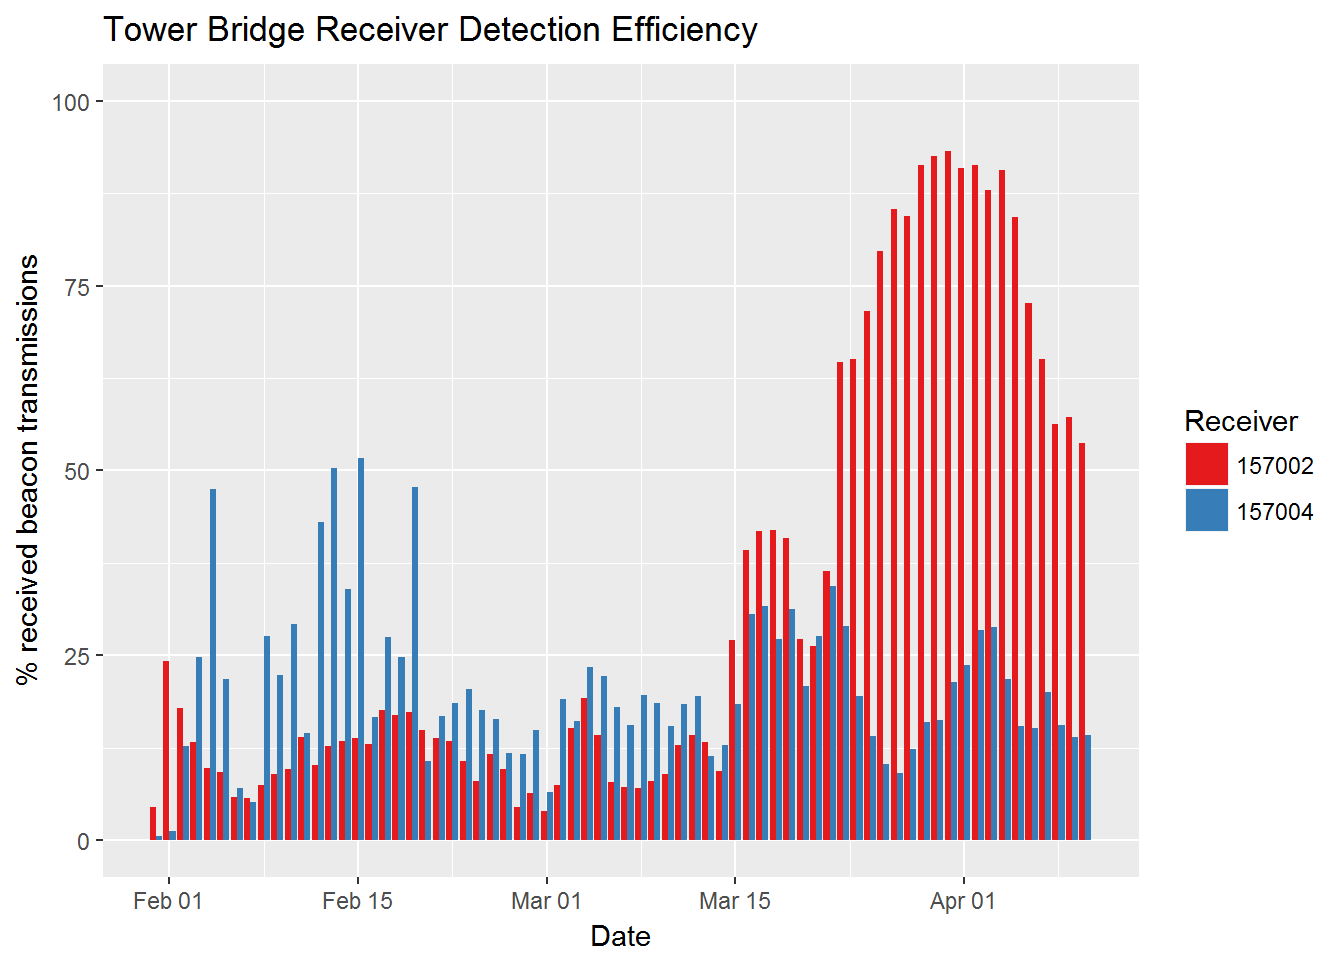 Tower Bridge Receiver Detection Efficiency
100
75
50
25
0
% received beacon transmissions
Feb 01
Feb 15
Mar 01
Mar 15
Apr 01
Date
Receiver
157002
157004